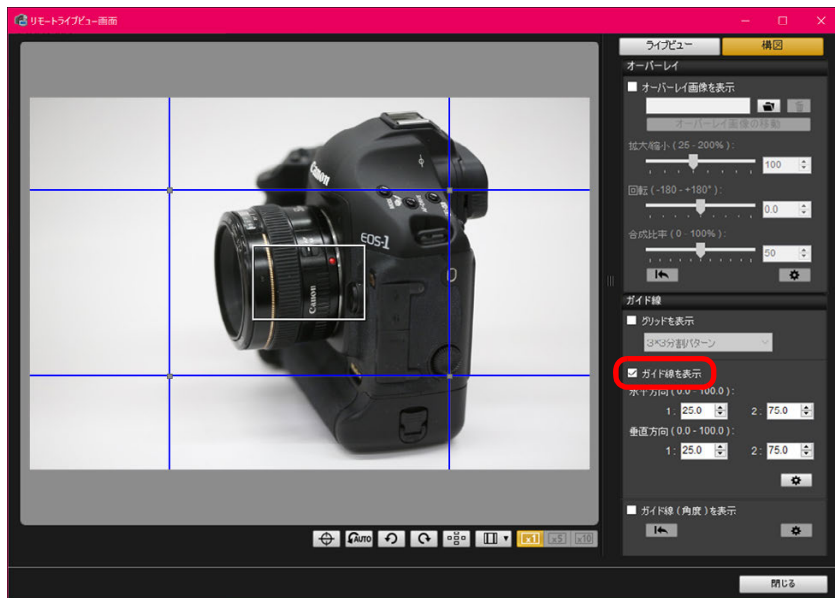 リモートライブビュー画面
ライブビュー 構図
オーバーレイ
オーバーレイ画像を表示
オーバーレイ画像の移動
拡大/縮小 ( 25 - 200% ) :
100
回転 ( -180 - +180° ) :
0.0
合成比率 ( 0 - 100% ) :
50
ガイド線
グリッドを表示
3×3分割パターン
ガイド線を表示
水平方向 ( 0.0 - 100.0 ) :
1 : 25.0 2 : 75.0
垂直方向 ( 0.0 - 100.0 ) :
1 : 25.0 2 : 75.0
ガイド線 ( 角度 ) を表示
Canon
EOS-1
Canon
AUTO x1 x5 x10
閉じる